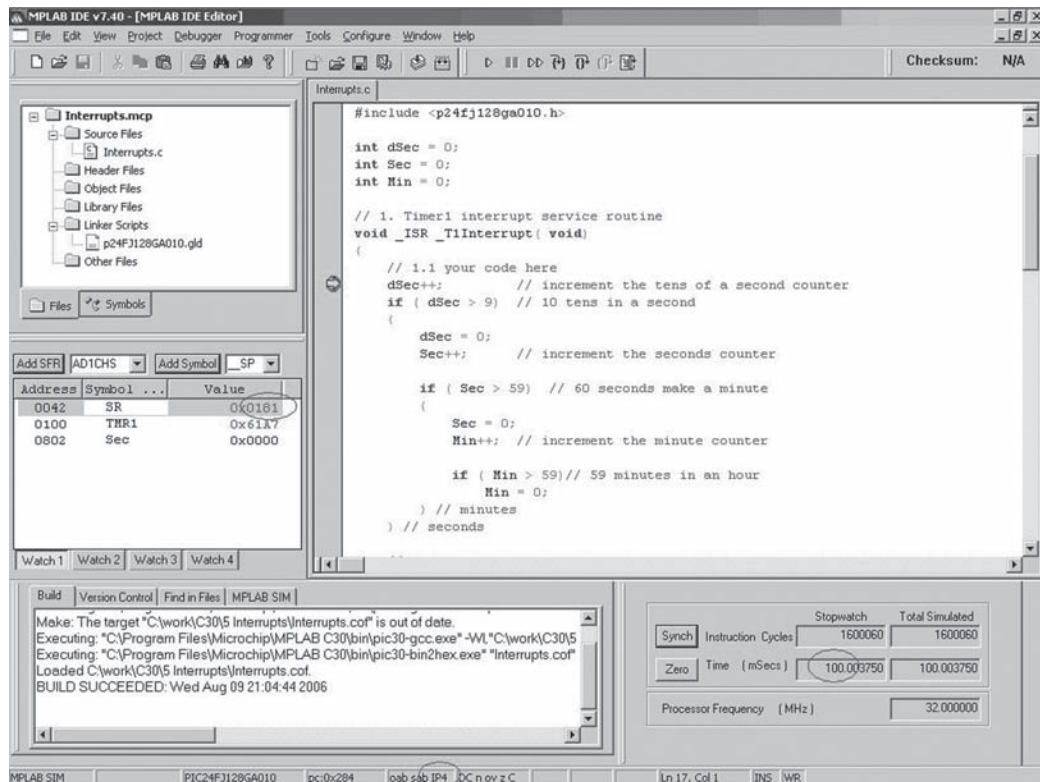 MPLAB IDE v7.40 - [MPLAB IDE Editor]
File Edit View Project Debugger Programmer Tools Configure Window Help
Checksum: N/A
Interrupts.mcp
Source Files
Interrupts.c
Header Files
Object Files
Library Files
Linker Scripts
p24FJ128GA010.gld
Other Files
Files Symbols
Add SFR AD1CHS Add Symbol __SP
Address Symbol ... Value
0042 SR 0x0181
0100 TMR1 0x61A7
0802 Sec 0x0000
Watch 1 Watch 2 Watch 3 Watch 4
Interrupts.c
#include <p24fj128ga010.h>
int dSec = 0;
int Sec = 0;
int Min = 0;
// 1. Timer1 interrupt service routine
void _ISR _T1Interrupt( void)
{
// 1.1 your code here
dSec++; // increment the tens of a second counter
if ( dSec > 9) // 10 tens in a second
{
dSec = 0;
Sec++; // increment the seconds counter
if ( Sec > 59) // 60 seconds make a minute
{
Sec = 0;
Min++; // increment the minute counter
if ( Min > 59)// 59 minutes in an hour
Min = 0;
} // minutes
} // seconds
Build Version Control Find in Files MPLAB SIM
Make: The target "C:\work\C30\5 Interrupts\Interrupts.cof" is out of date.
Executing: "C:\Program Files\Microchip\MPLAB C30\bin\pic30-gcc.exe" -Wl,"C:\work\C30\5
Executing: "C:\Program Files\Microchip\MPLAB C30\bin\pic30-bin2hex.exe" "Interrupts.cof"
Loaded C:\work\C30\5 Interrupts\Interrupts.cof.
BUILD SUCCEEDED: Wed Aug 09 21:04:44 2006
Stopwatch Total Simulated
Synch Instruction Cycles 1600060 1600060
Zero Time (mSecs) 100.003750 100.003750
Processor Frequency (MHz) 32.000000
MPLAB SIM PIC24FJ128GA010 pc:0x284 oab sab IP4 DC n ov z C Ln 17, Col 1 INS WR